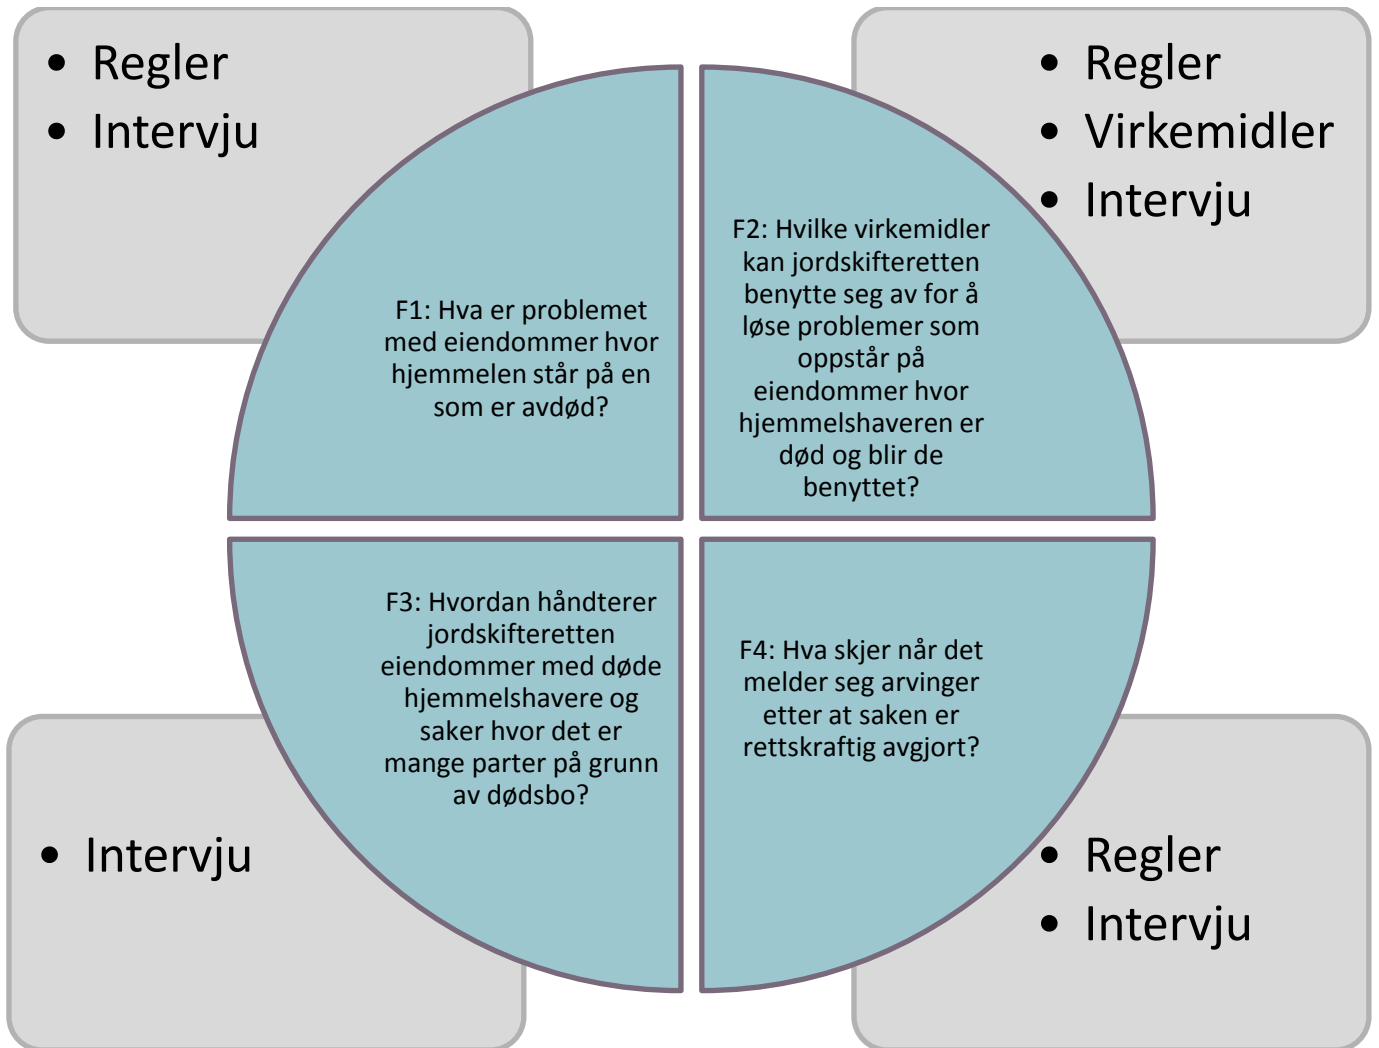 • Regler
• Intervju
• Regler
• Virkemidler
• Intervju
F1: Hva er problemet
med eiendommer hvor
hjemmelen står på en
som er avdød?
F2: Hvilke virkemidler
kan jordskifteretten
benytte seg av for å
løse problemer som
oppstår på
eiendommer hvor
hjemmelshaveren er
død og blir de
benyttet?
F3: Hvordan håndterer
jordskifteretten
eiendommer med døde
hjemmelshavere og
saker hvor det er
mange parter på grunn
av dødsbo?
F4: Hva skjer når det
melder seg arvinger
etter at saken er
rettskraftig avgjort?
• Intervju
• Regler
• Intervju